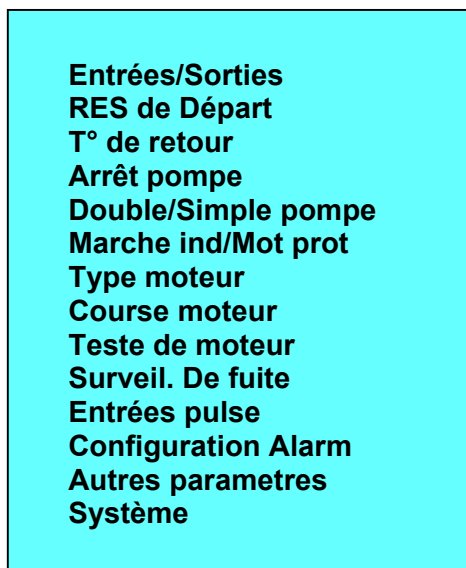 Entrées/Sorties
RES de Départ
T° de retour
Arrêt pompe
Double/Simple pompe
Marche ind/Mot prot
Type moteur
Course moteur
Teste de moteur
Surveil. De fuite
Entrées pulse
Configuration Alarm
Autres parametres
Système